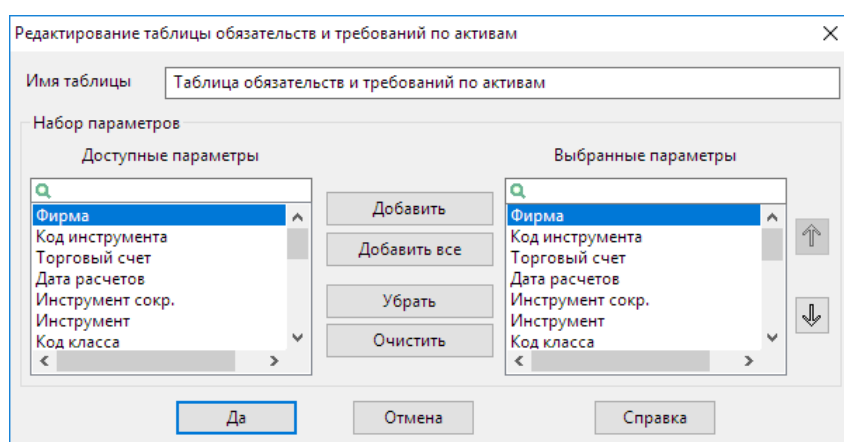 Редактирование таблицы обязательств и требований по активам
Имя таблицы Таблица обязательств и требований по активам
Набор параметров
Доступные параметры
Фирма
Код инструмента
Торговый счет
Дата расчетов
Инструмент сокр.
Инструмент
Код класса
Добавить
Добавить все
Убрать
Очистить
Выбранные параметры
Фирма
Код инструмента
Торговый счет
Дата расчетов
Инструмент сокр.
Инструмент
Код класса
Да Отмена Справка